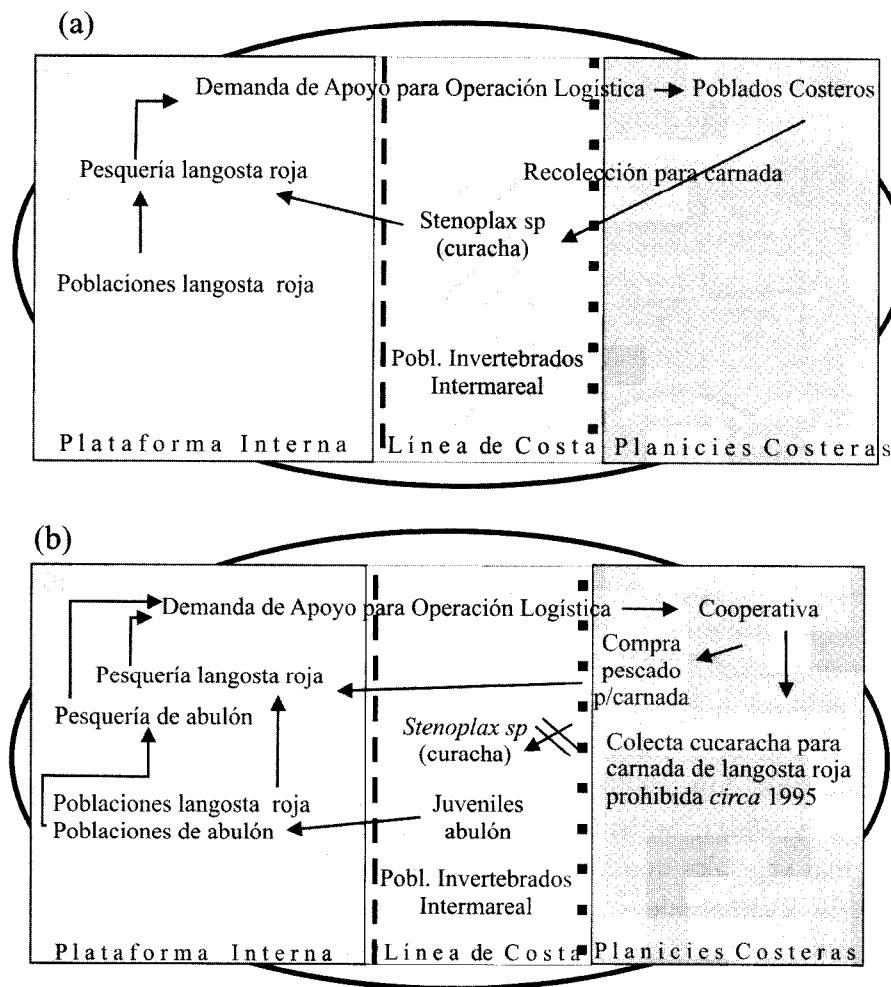 (a)
Demanda de Apoyo para Operación Logística
Poblados Costeros
Pesquería langosta roja
Recolección para carnada
Stenoplax sp
(curacha)
Poblaciones langosta roja
Pobl. Invertebrados
Intermareal
Plataforma Interna
Línea de Costa
Planícies Costeras
(b)
Demanda de Apoyo para Operación Logística
Cooperativa
Compra
pescado
p/carnada
Pesquería langosta roja
Pesquería de abulón
Stenoplax sp
(curacha)
Colecta cucaracha para
carnada de langosta roja
prohibida circa 1995
Poblaciones langosta roja
Poblaciones de abulón
Juveniles
abulón
Pobl. Invertebrados
Intermareal
Plataforma Interna
Línea de Costa
Planicies Costeras